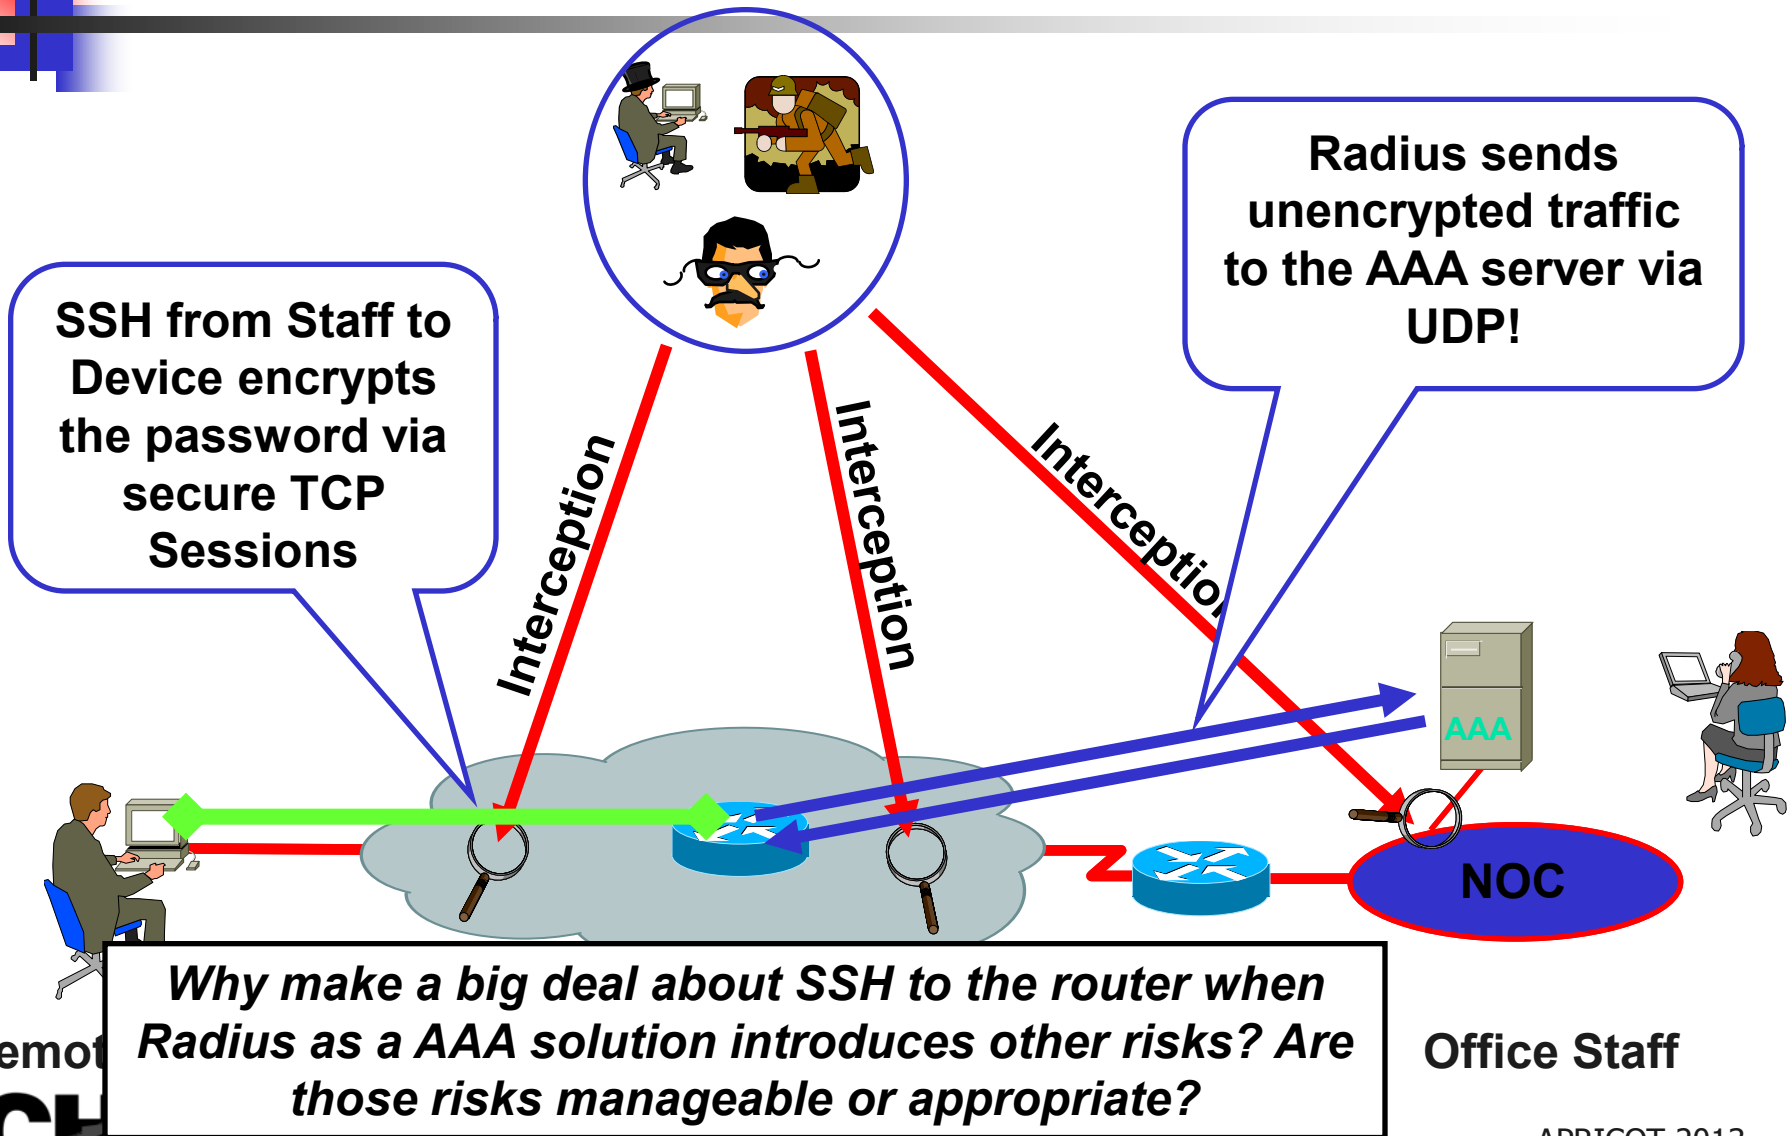 Radius sends
unencrypted traffic
to the AAA server via
UDP!
SSH from Staff to
Device encrypts
the password via
secure TCP
Sessions
Interception
Interception
Interception
AAA
NOC
Why make a big deal about SSH to the router when
Radius as a AAA solution introduces other risks? Are
those risks manageable or appropriate?
Office Staff